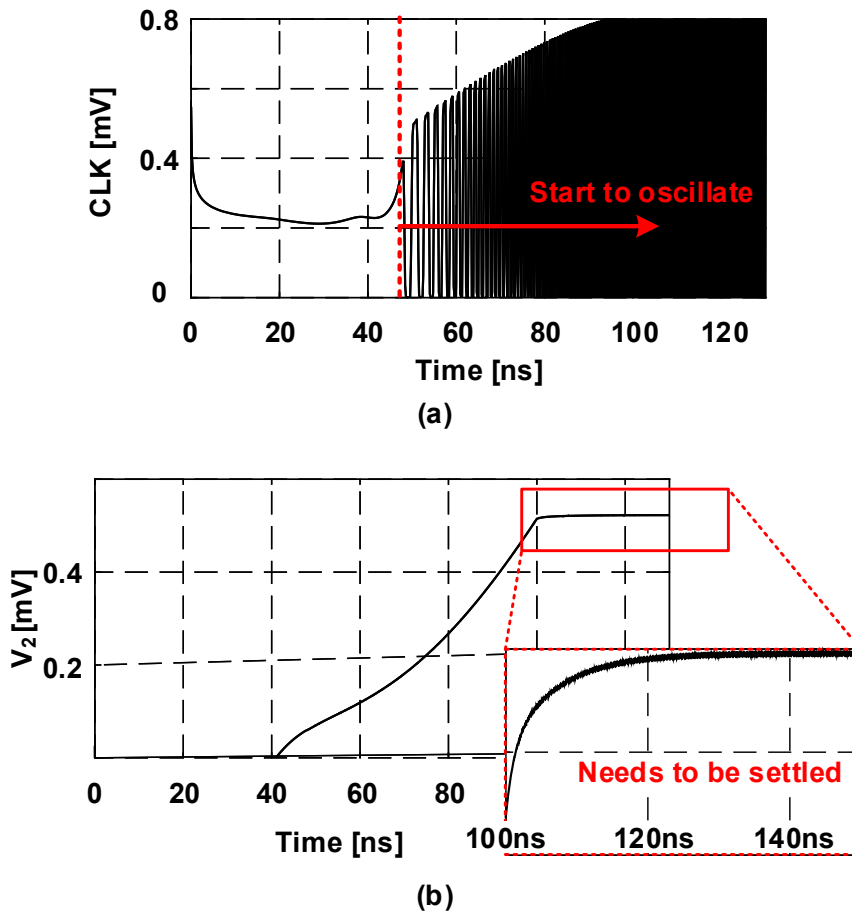 0.8
0.4
0
CLK [mV]
Start to oscillate
0 20 40 60 80 100 120
Time [ns]
(a)
0.4
0.2
V2 [mV]
Needs to be settled
0 20 40 60 80
100ns 120ns 140ns
Time [ns]
(b)